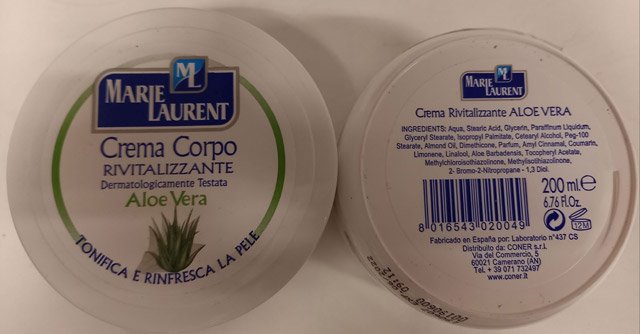 ML
MARIE
LAURENT
Crema Corpo
RIVITALIZZANTE
Dermatologicamente Testata
Aloe Vera
TONIFICA E RINFRESCA LA PELE
ML
MARIE
LAURENT
Crema Rivitalizzante ALOE VERA
INGREDIENTS: Aqua, Stearic Acid, Glycerin, Paraffinum Liquidum,
Glyceryl Stearate, Isopropyl Palmitate, Cetearyl Alcohol, Peg-100
Stearate, Almond Oil, Dimethicone, Parfum, Amyl Cinnamal, Coumarin,
Limonene, Linalool, Aloe Barbadensis, Tocopheryl Acetate,
Methylchloroisothiazolinone, Methylisothiazolinone,
2- Bromo-2-Nitropropane - 1,3 Diol.
200 ml. e
6.76 Fl.Oz.
12M
8 016543 020049
Fabricado en España por: Laboratorio n°437 CS
Distribuito da: CONER s.r.l.
Via del Commercio, 5
60021 Camerano (AN)
Tel. + 39 071 732497
www.coner.it